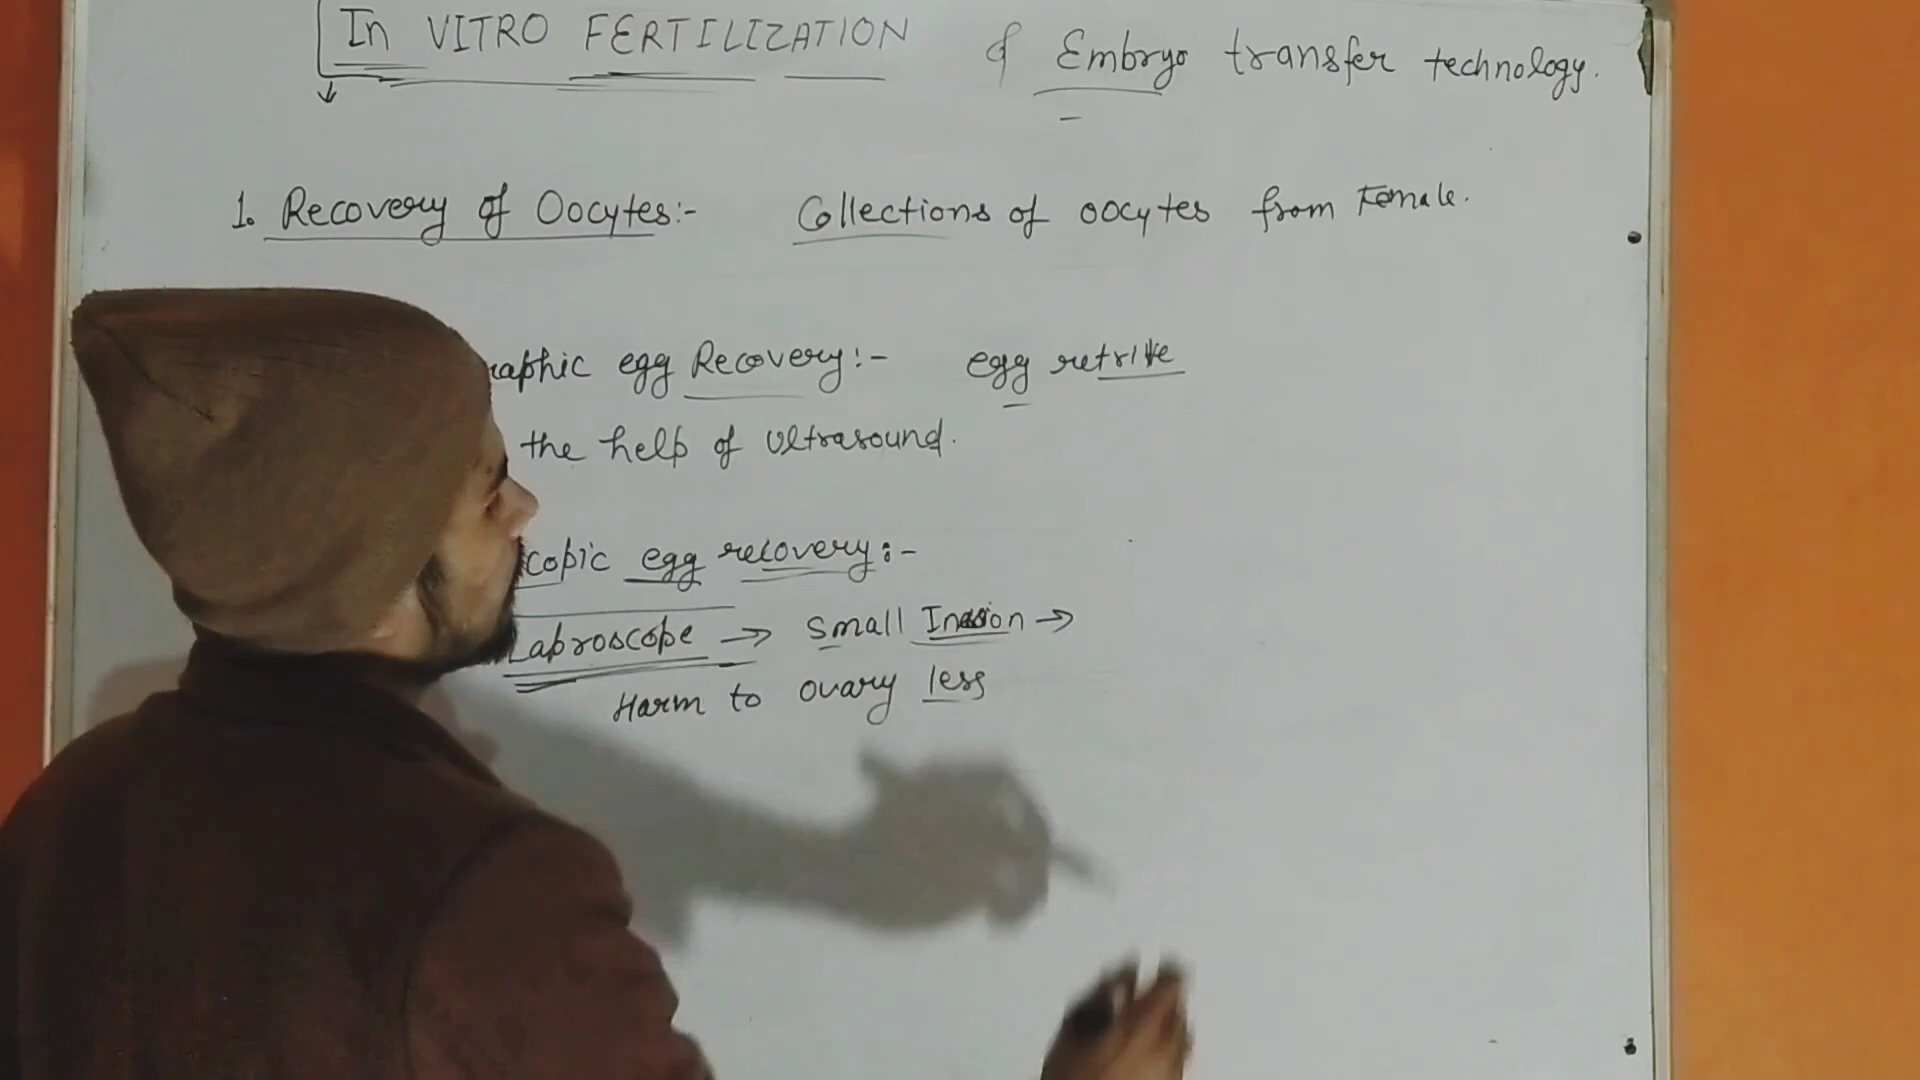 In VITRO FERTILIZATION & Embryo transfer technology.
1. Recovery of Oocytes:- Collections of oocytes from Female.
raphic egg Recovery:- egg retrive
the help of ultrasound.
copic egg recovery:-
Labroscope → Small →
Harm to ovary less